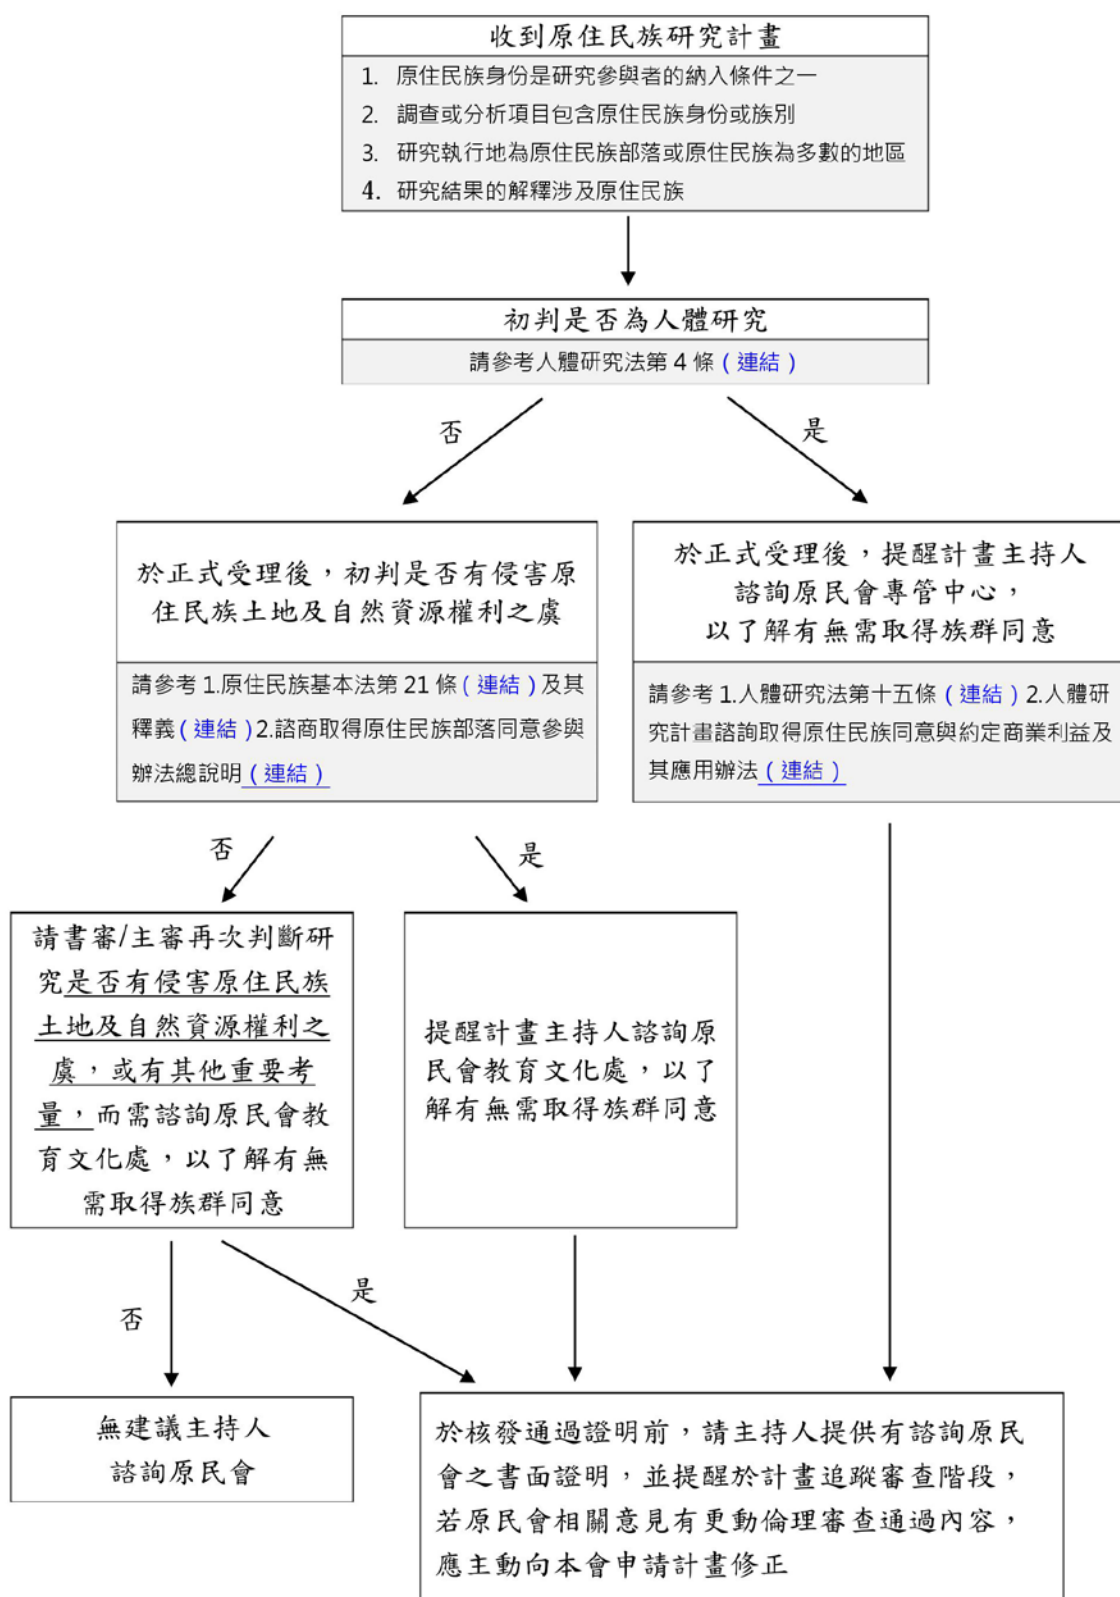 收到原住民族研究計畫
1. 原住民族身份是研究參與者的納入條件之一
2. 調查或分析項目包含原住民族身份或族別
3. 研究執行地為原住民族部落或原住民族為多數的地區
4. 研究結果的解釋涉及原住民族
初判是否為人體研究
請參考人體研究法第 4 條（連結）
否
是
於正式受理後，初判是否有侵害原
住民族土地及自然資源權利之虞
請參考 1.原住民族基本法第 21 條（連結）及其
釋義（連結）2.諮商取得原住民族部落同意參與
辦法總說明（連結）
於正式受理後，提醒計畫主持人
諮詢原民會專管中心，
以了解有無需取得族群同意
請參考 1.人體研究法第十五條（連結）2.人體研
究計畫諮詢取得原住民族同意與約定商業利益及
其應用辦法（連結）
否
是
請書審/主審再次判斷研
究是否有侵害原住民族
土地及自然資源權利之
虞，或有其他重要考
量，而需諮詢原民會教
育文化處，以了解有無
需取得族群同意
提醒計畫主持人諮詢原
民會教育文化處，以了
解有無需取得族群同意
否
是
無建議主持人
諮詢原民會
於核發通過證明前，請主持人提供有諮詢原民
會之書面證明，並提醒於計畫追蹤審查階段，
若原民會相關意見有更動倫理審查通過內容，
應主動向本會申請計畫修正